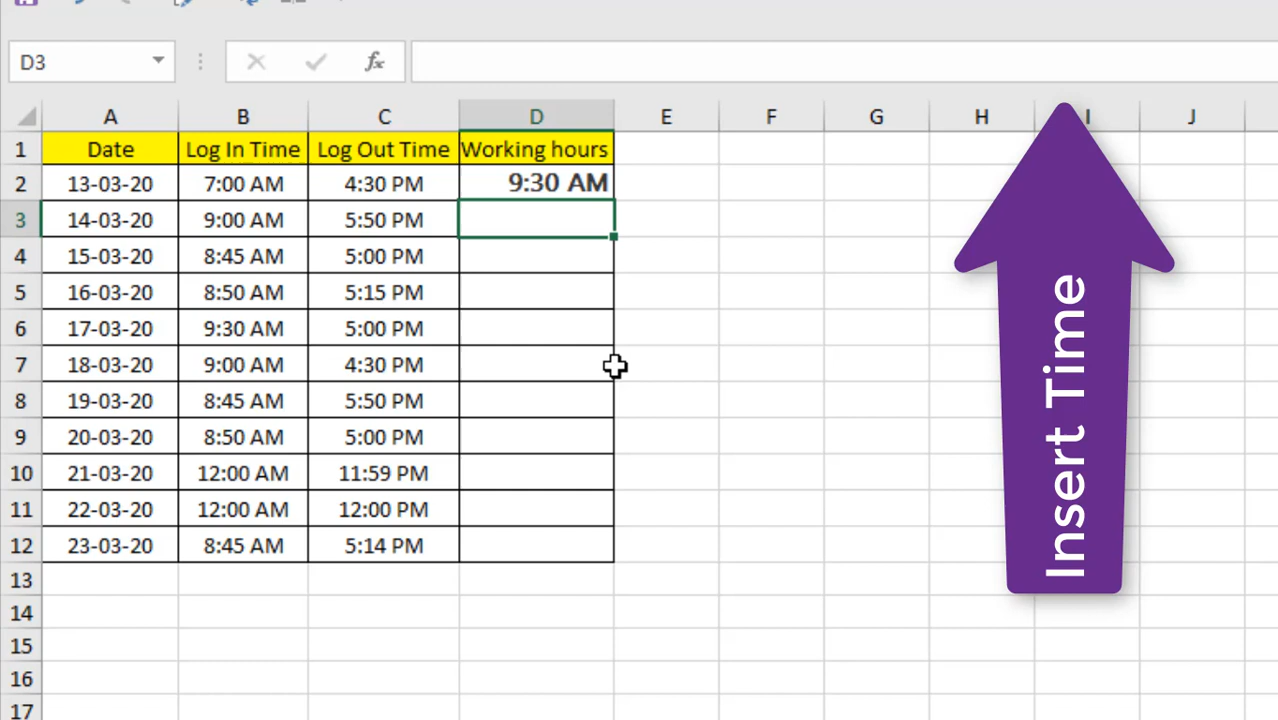 D3
fx
A B C D E F G H I J
1 Date Log In Time Log Out Time Working hours
2 13-03-20 7:00 AM 4:30 PM 9:30 AM
3 14-03-20 9:00 AM 5:50 PM
4 15-03-20 8:45 AM 5:00 PM
5 16-03-20 8:50 AM 5:15 PM
6 17-03-20 9:30 AM 5:00 PM
7 18-03-20 9:00 AM 4:30 PM
8 19-03-20 8:45 AM 5:50 PM
9 20-03-20 8:50 AM 5:00 PM
10 21-03-20 12:00 AM 11:59 PM
11 22-03-20 12:00 AM 12:00 PM
12 23-03-20 8:45 AM 5:14 PM
13
14
15
16
17
Insert Time